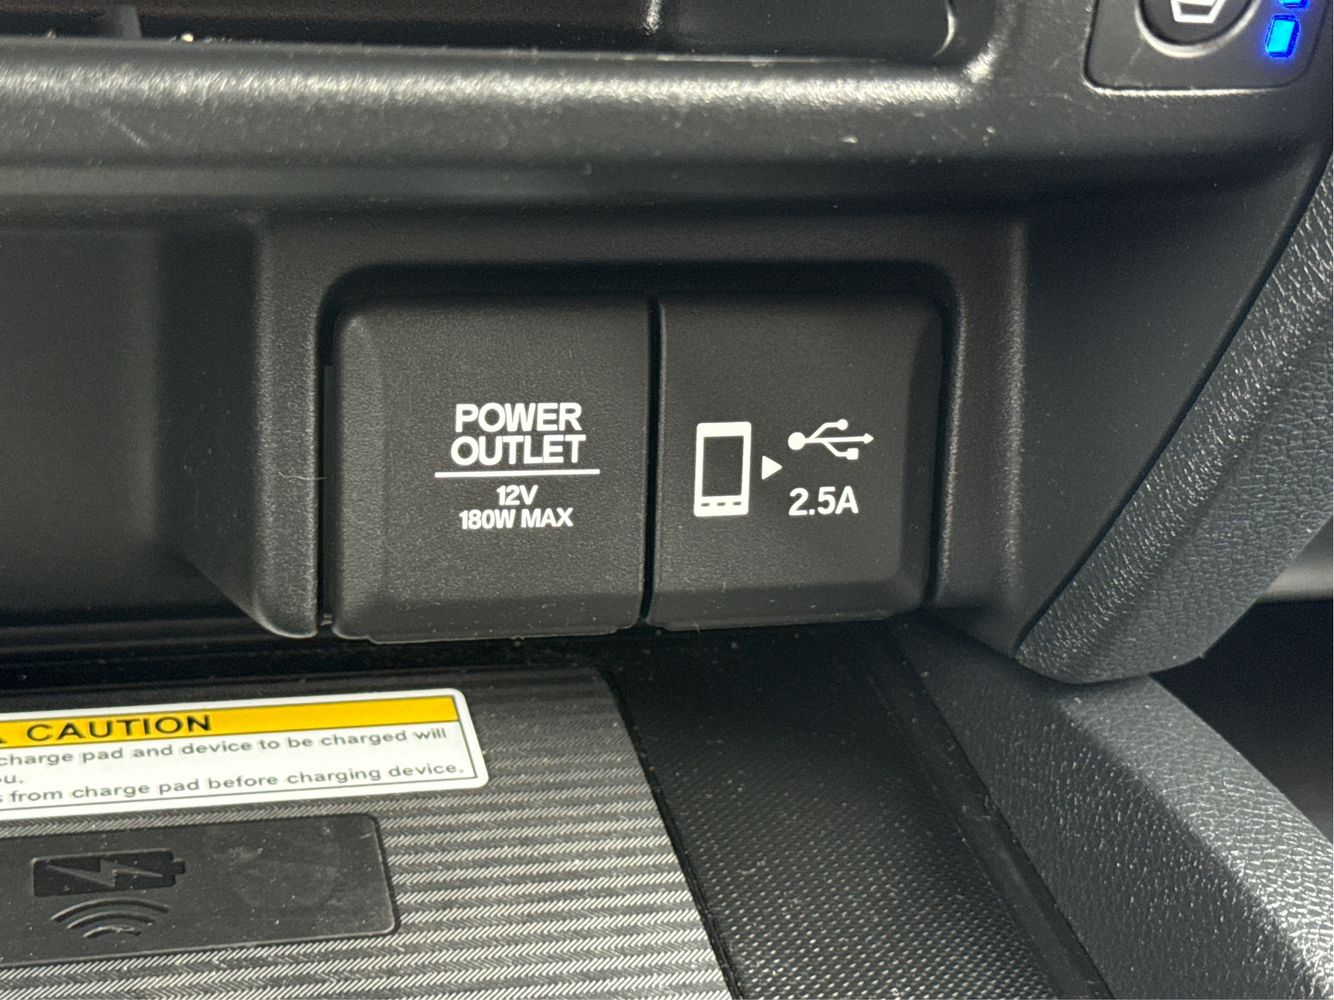 POWER
OUTLET
12V
180W MAX
2.5A
CAUTION
charge pad and device to be charged will
from charge pad before charging device.